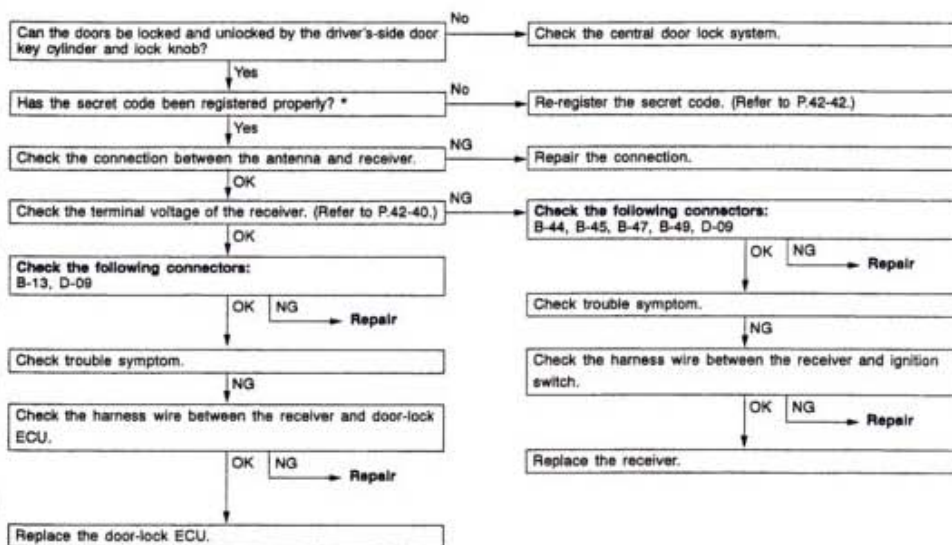 Can the doors be locked and unlocked by the driver's-side door
key cylinder and lock knob?
No
Check the central door lock system.
Yes
Has the secret code been registered properly? *
No
Re-register the secret code. (Refer to P.42-42.)
Yes
Check the connection between the antenna and receiver.
NG
Repair the connection.
OK
Check the terminal voltage of the receiver. (Refer to P.42-40.)
NG
Check the following connectors:
B-44, B-45, B-47, B-49, D-09
OK
NG
Repair
Check trouble symptom.
NG
Check the harness wire between the receiver and ignition
switch.
OK
NG
Repair
Replace the receiver.
OK
Check the following connectors:
B-13, D-09
OK
NG
Repair
Check trouble symptom.
NG
Check the harness wire between the receiver and door-lock
ECU.
OK
NG
Repair
Replace the door-lock ECU.